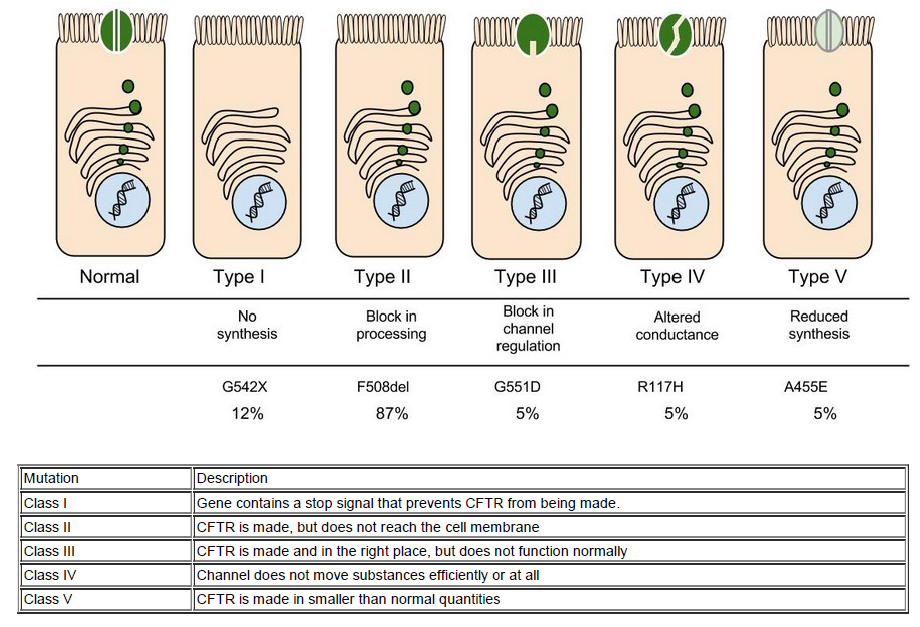 Normal Type I Type II Type III Type IV Type V
No synthesis
Block in processing
Block in channel regulation
Altered conductance
Reduced synthesis
G542X F508del G551D R117H A455E
12% 87% 5% 5% 5%
Mutation Description
Class I Gene contains a stop signal that prevents CFTR from being made.
Class II CFTR is made, but does not reach the cell membrane
Class III CFTR is made and in the right place, but does not function normally
Class IV Channel does not move substances efficiently or at all
Class V CFTR is made in smaller than normal quantities